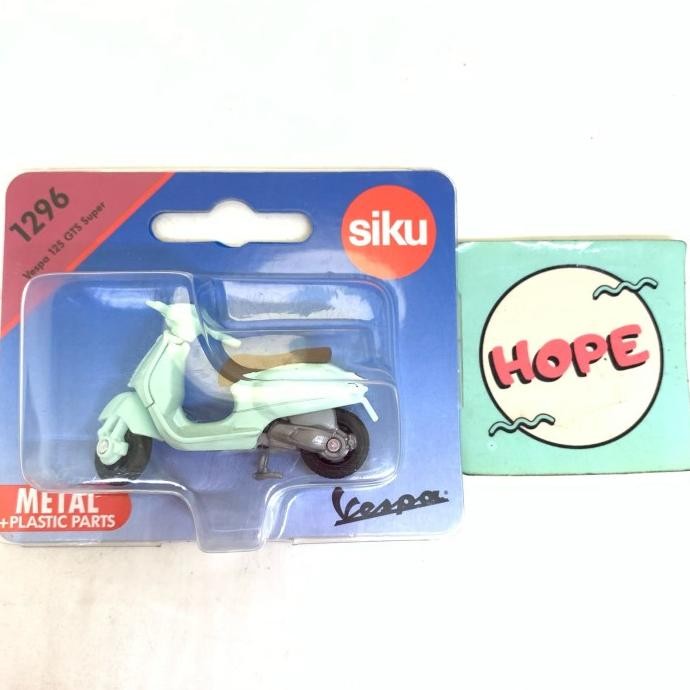 1296
Vespa 125 GTS Super
siku
METAL
+PLASTIC PARTS
Vespa
HOPE